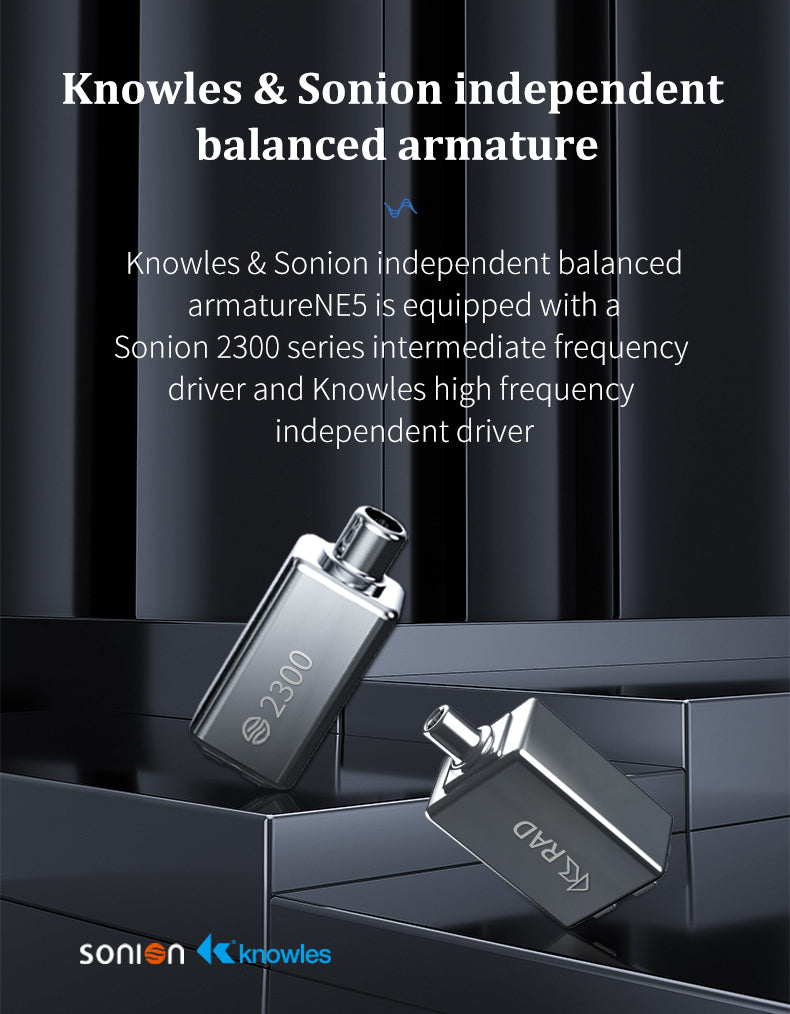 Knowles & Sonion independent
balanced armature
Knowles & Sonion independent balanced
armatureNE5 is equipped with a
Sonion 2300 series intermediate frequency
driver and Knowles high frequency
independent driver
2300
RAD
sonion knowles